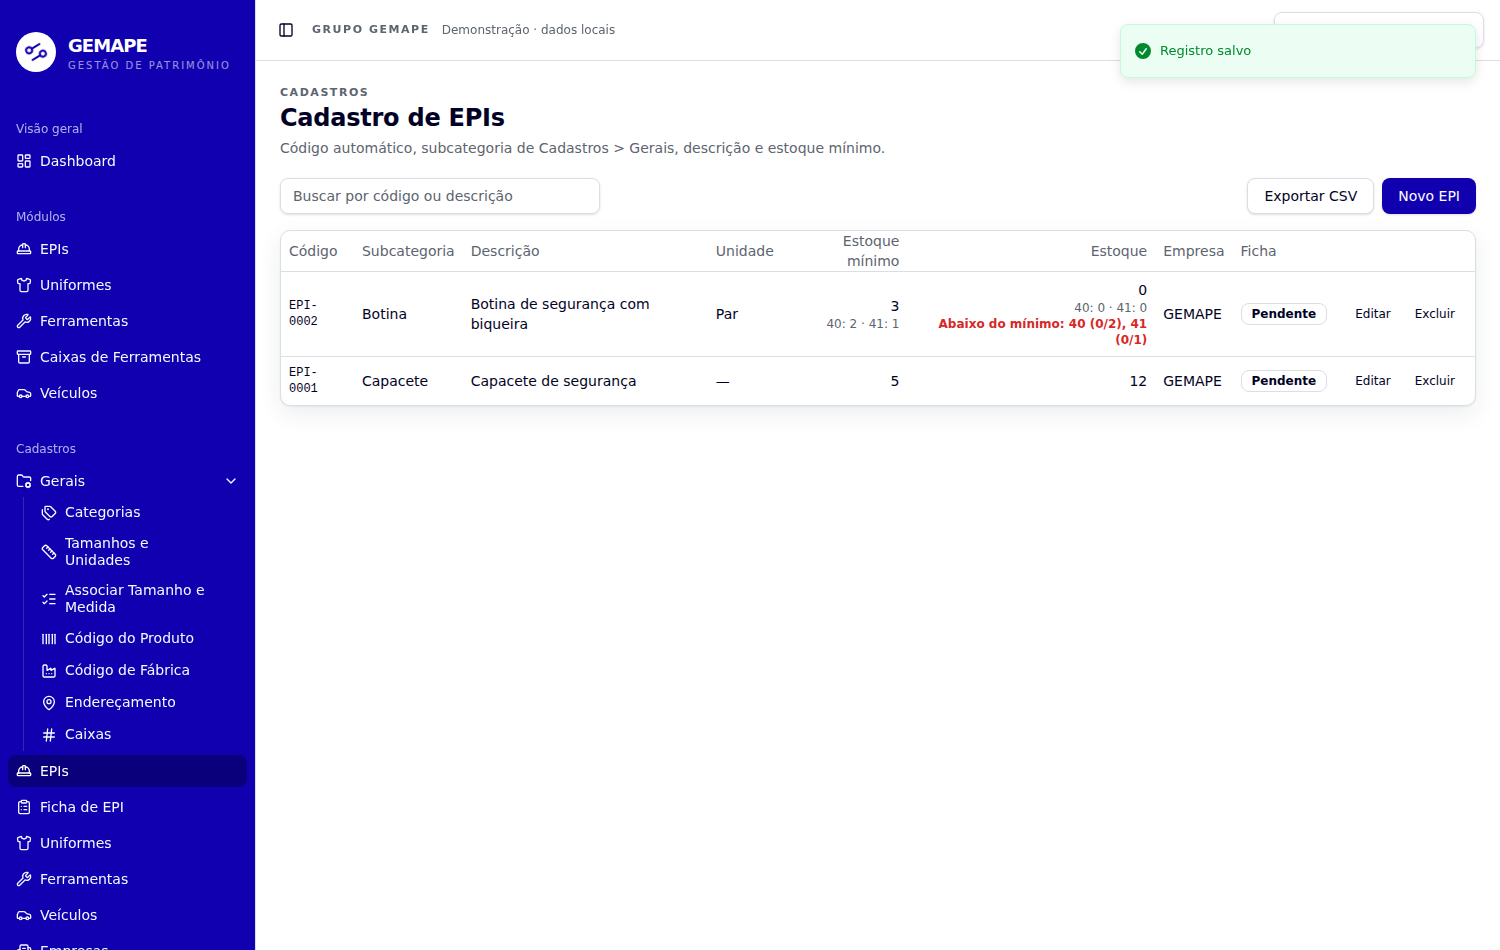 GEMAPE
GESTÃO DE PATRIMÔNIO
Visão geral
Dashboard
Módulos
EPIs
Uniformes
Ferramentas
Caixas de Ferramentas
Veículos
Cadastros
Gerais
Categorias
Tamanhos e
Unidades
Associar Tamanho e
Medida
Código do Produto
Código de Fábrica
Endereçamento
Caixas
EPIs
Ficha de EPI
Uniformes
Ferramentas
Veículos
Empresas
GRUPO GEMAPE Demonstração · dados locais
Registro salvo
CADASTROS
Cadastro de EPIs
Código automático, subcategoria de Cadastros > Gerais, descrição e estoque mínimo.
Buscar por código ou descrição
Exportar CSV
Novo EPI
Código Subcategoria Descrição Unidade Estoque mínimo Estoque Empresa Ficha
EPI-
0002
Botina
Botina de segurança com
biqueira
Par
3
40: 2 · 41: 1
0
40: 0 · 41: 0
Abaixo do mínimo: 40 (0/2), 41
(0/1)
GEMAPE
Pendente
Editar
Excluir
EPI-
0001
Capacete
Capacete de segurança
—
5
12
GEMAPE
Pendente
Editar
Excluir